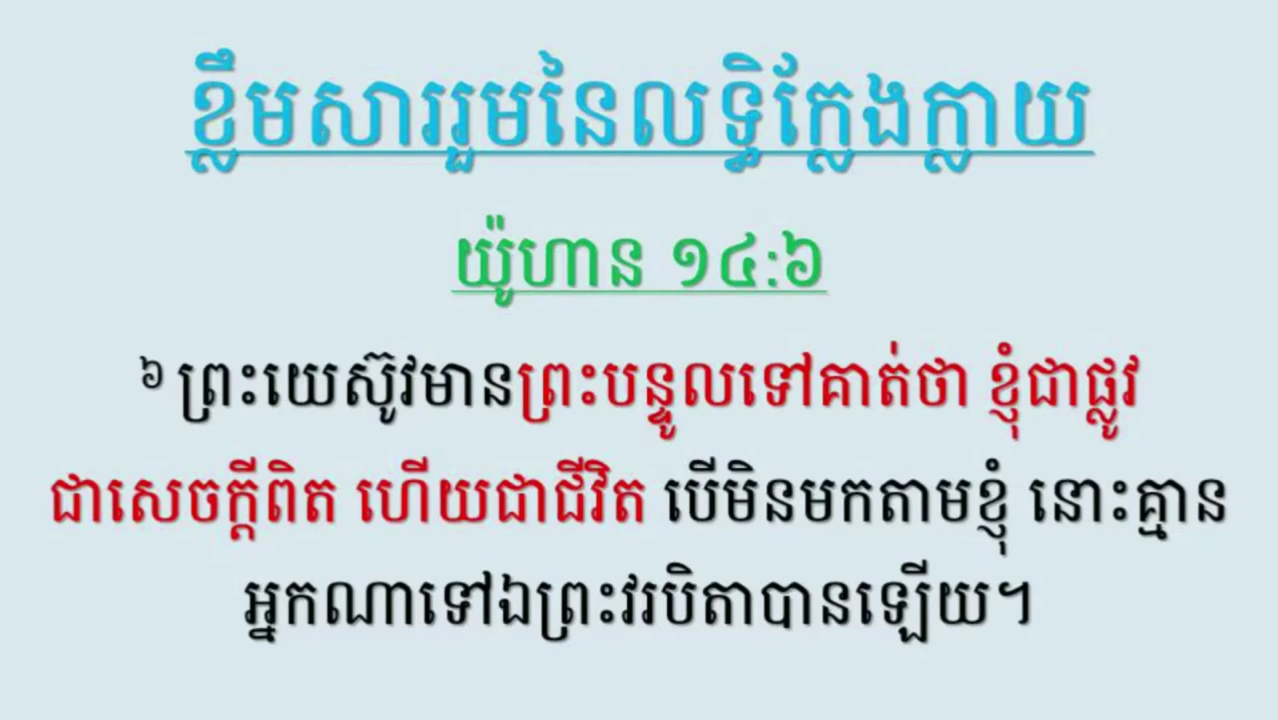 ខ្លឹមសាររួមនៃលទ្ធិក្លែងក្លាយ
យ៉ូហាន ១៤:៦
៦ ព្រះយេស៊ូវមានព្រះបន្ទូលទៅគាត់ថា ខ្ញុំជាផ្លូវ
ជាសេចក្ដីពិត ហើយជាជីវិត បើមិនមកតាមខ្ញុំ នោះគ្មាន
អ្នកណាទៅឯព្រះវរបិតាបានឡើយ។